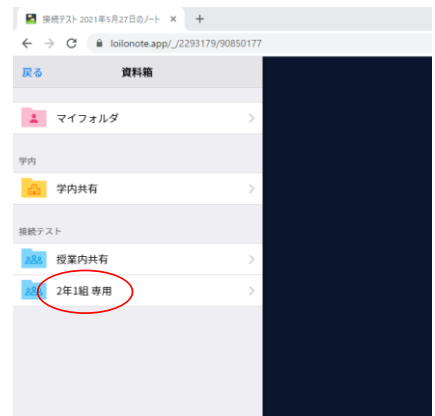 接続テスト 2021年5月27日のノート × +
loilonote.app/_/2293179/90850177
戻る 資料箱
マイフォルダ
学内
学内共有
接続テスト
授業内共有
2年1組 専用